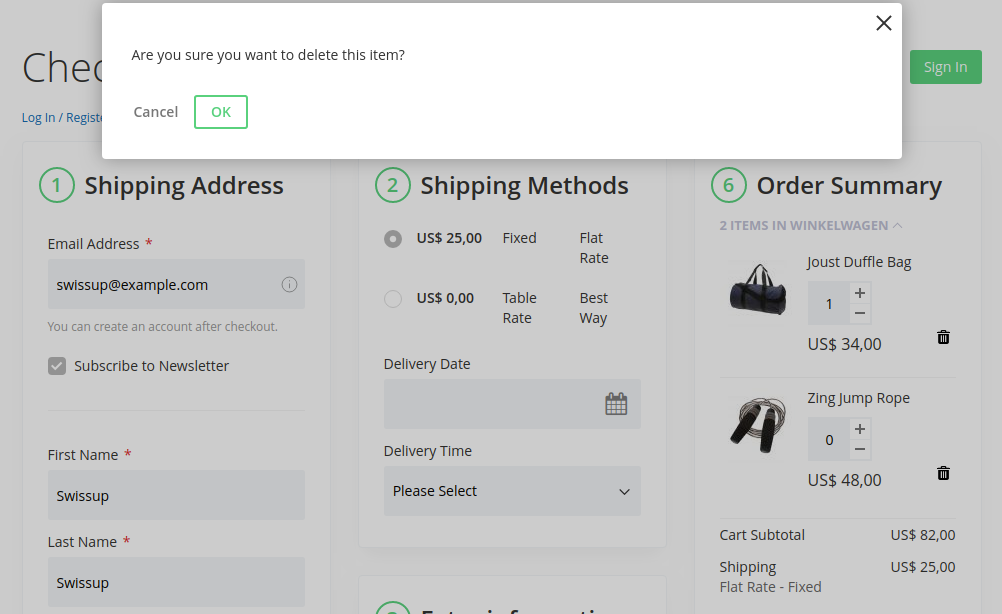 Are you sure you want to delete this item?
Cancel
OK
Sign In
Log In /
1
Shipping Address
Email Address *
swissup@example.com
You can create an account after checkout.
Subscribe to Newsletter
First Name *
Swissup
Last Name *
Swissup
2
Shipping Methods
US$ 25,00 Fixed Flat
Rate
US$ 0,00 Table Best
Rate Way
Delivery Date
Delivery Time
Please Select
6
Order Summary
2 ITEMS IN WINKELWAGEN
Joust Duffle Bag
1
+
−
US$ 34,00
Zing Jump Rope
0
+
−
US$ 48,00
Cart Subtotal US$ 82,00
Shipping US$ 25,00
Flat Rate - Fixed